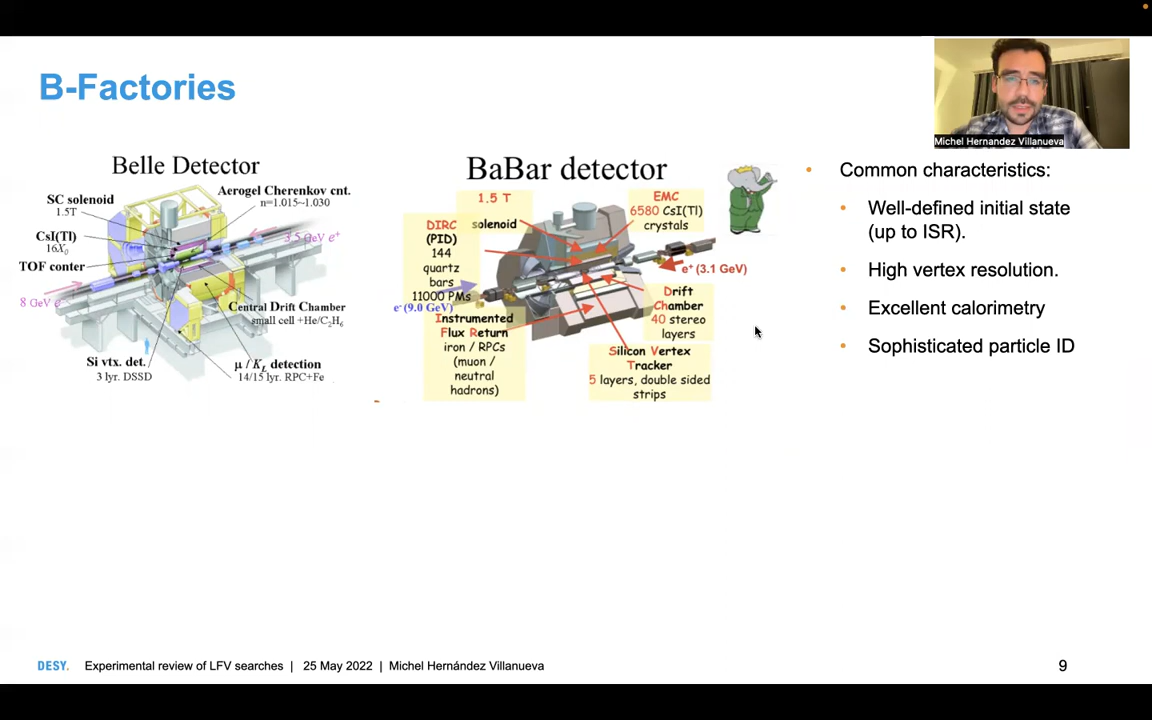 B-Factories
Michel Hernandez Villanueva
Belle Detector
SC solenoid
1.5T
Aerogel Cherenkov cnt.
n=1.015~1.030
CsI(Tl)
16X₀
3.5 GeV e⁺
TOF conter
8 GeV e⁻
Central Drift Chamber
small cell +He/C₂H₆
Si vtx. det.
3 lyr. DSSD
μ / K_L detection
14/15 lyr. RPC+Fe
BaBar detector
1.5 T
solenoid
EMC
6580 CsI(Tl)
crystals
DIRC
(PID)
144
quartz
bars
11000 PMs
e⁺ (3.1 GeV)
e⁻ (9.0 GeV)
Drift
Chamber
40 stereo
layers
Instrumented
Flux Return
iron / RPCs
(muon /
neutral
hadrons)
Silicon Vertex
Tracker
5 layers, double sided
strips
• Common characteristics:
• Well-defined initial state
(up to ISR).
• High vertex resolution.
• Excellent calorimetry
• Sophisticated particle ID
DESY. Experimental review of LFV searches | 25 May 2022 | Michel Hernández Villanueva
9